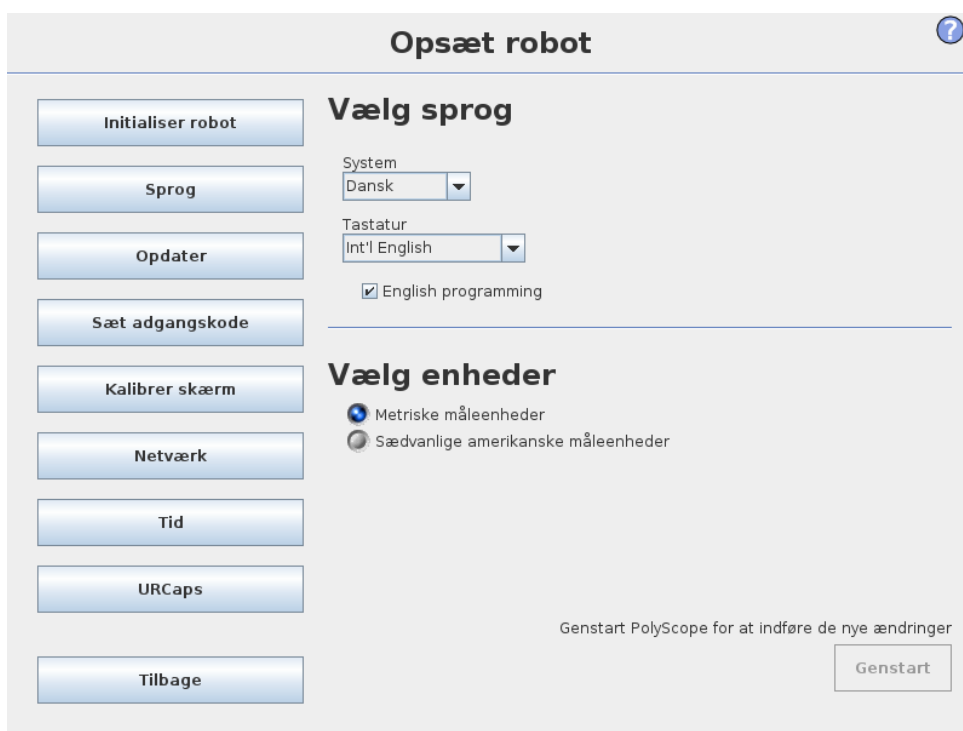 Opsæt robot
?
Initialiser robot
Sprog
Opdater
Sæt adgangskode
Kalibrer skærm
Netværk
Tid
URCaps
Tilbage
Vælg sprog
System
Dansk
Tastatur
Int'l English
English programming
Vælg enheder
Metriske måleenheder
Sædvanlige amerikanske måleenheder
Genstart PolyScope for at indføre de nye ændringer
Genstart